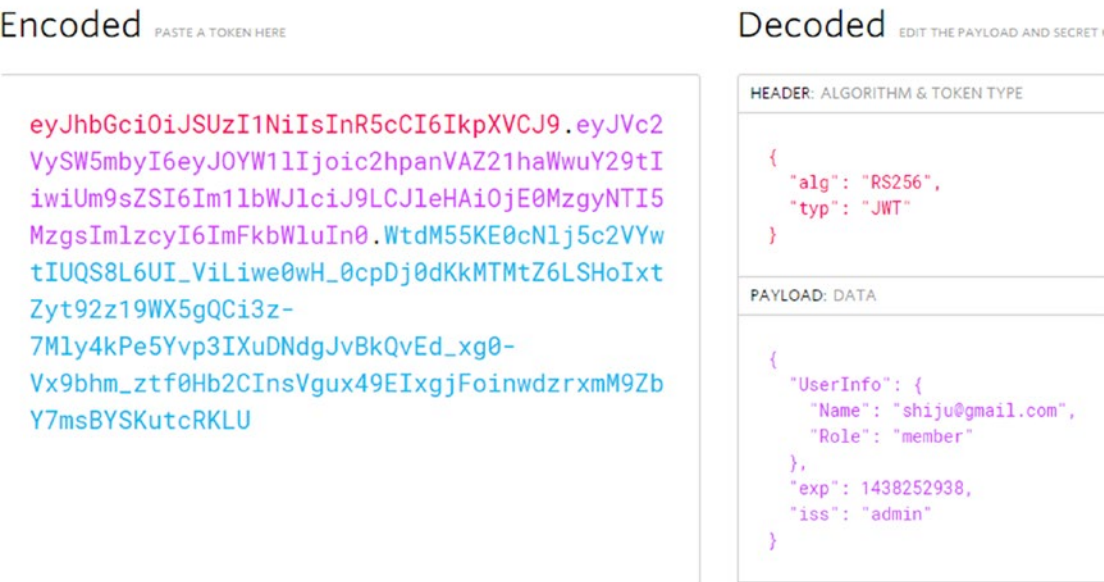 Encoded PASTE A TOKEN HERE
eyJhbGciOiJSUzI1NiIsInR5cCI6IkpXVCJ9.eyJVc2
VySW5mbyI6eyJOYW1lIjoic2hpanVAZ21haWwuY29tI
iwiUm9sZSI6Im1lbWJlciJ9LCJleHAiOjE0MzgyNTI5
MzgsImlzcyI6ImFkbWluIn0.WtdM55KE0cNlj5c2VYw
tIUQS8L6UI_ViLiwe0wH_0cpDj0dKkMTMtZ6LSHoIxt
Zyt92z19WX5gQCi3z-
7Mly4kPe5Yvp3IXuDNdgJvBkQvEd_xg0-
Vx9bhm_ztf0Hb2CInsVgux49EIxgjFoinwdzrxmM9Zb
Y7msBYSKutcRKLU
Decoded EDIT THE PAYLOAD AND SECRET
HEADER: ALGORITHM & TOKEN TYPE
{
"alg": "RS256",
"typ": "JWT"
}
PAYLOAD: DATA
{
"UserInfo": {
"Name": "shiju@gmail.com",
"Role": "member"
},
"exp": 1438252938,
"iss": "admin"
}